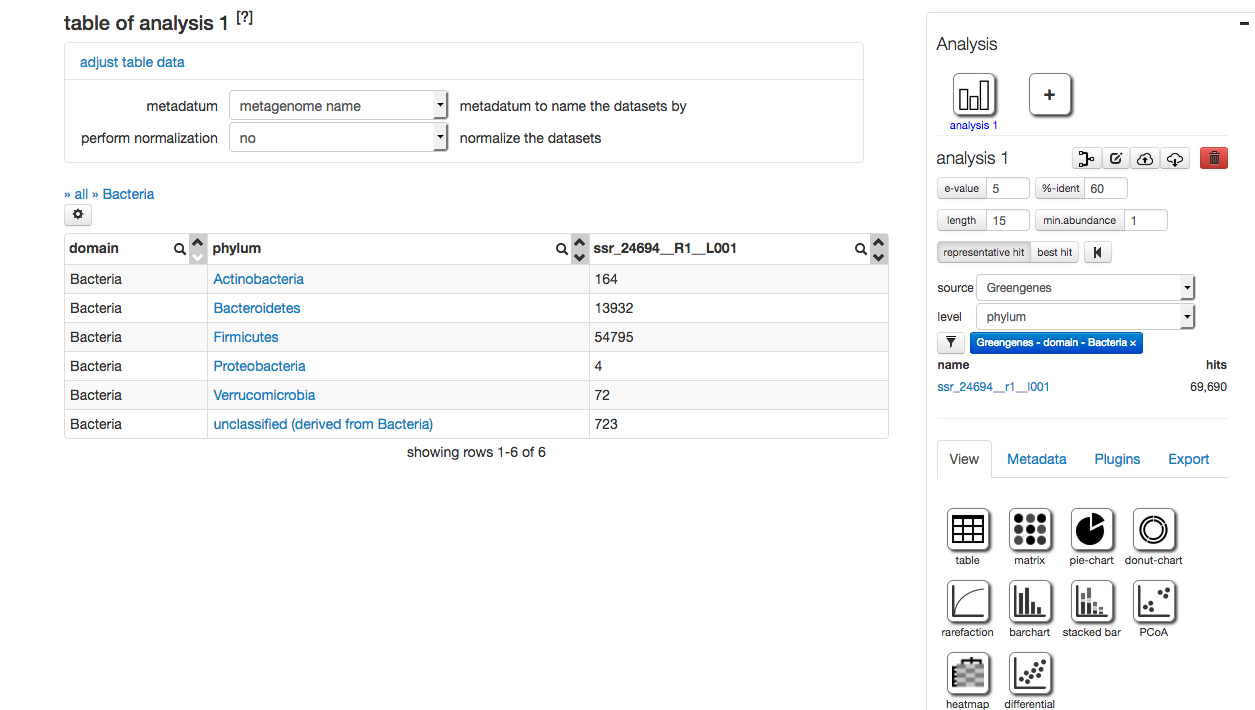 table of analysis 1 [?]
adjust table data
metadatum metagenome name metadatum to name the datasets by
perform normalization no normalize the datasets
» all » Bacteria
domain phylum ssr_24694__R1__L001
Bacteria Actinobacteria 164
Bacteria Bacteroidetes 13932
Bacteria Firmicutes 54795
Bacteria Proteobacteria 4
Bacteria Verrucomicrobia 72
Bacteria unclassified (derived from Bacteria) 723
showing rows 1-6 of 6
Analysis
+
analysis 1
analysis 1
e-value 5 %-ident 60
length 15 min.abundance 1
representative hit best hit
source Greengenes
level phylum
Greengenes - domain - Bacteria ×
name hits
ssr_24694__r1__l001 69,690
View Metadata Plugins Export
table matrix pie-chart donut-chart
rarefaction barchart stacked bar PCoA
heatmap differential